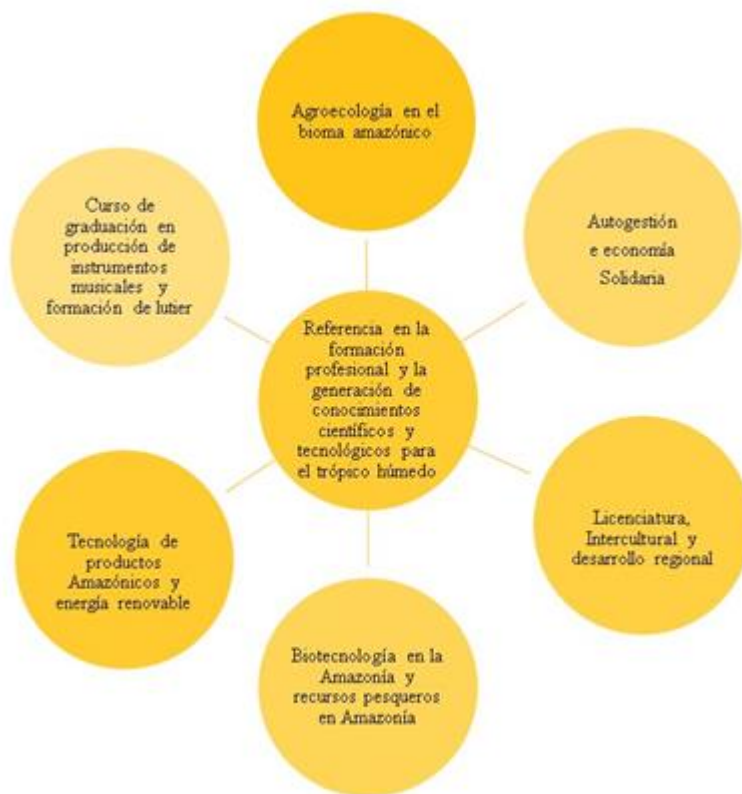 Agroecología en el
bioma amazónico
Curso de
graduación en
producción de
instrumentos
musicales y
formación de lutier
Autogestión
e economía
Solidaria
Referencia en la
formación
profesional y la
generación de
conocimientos
científicos y
tecnológicos para
el trópico húmedo
Tecnología de
productos
Amazónicos y
energía renovable
Licenciatura,
Intercultural y
desarrollo regional
Biotecnología en la
Amazonía y
recursos pesqueros
en Amazonía